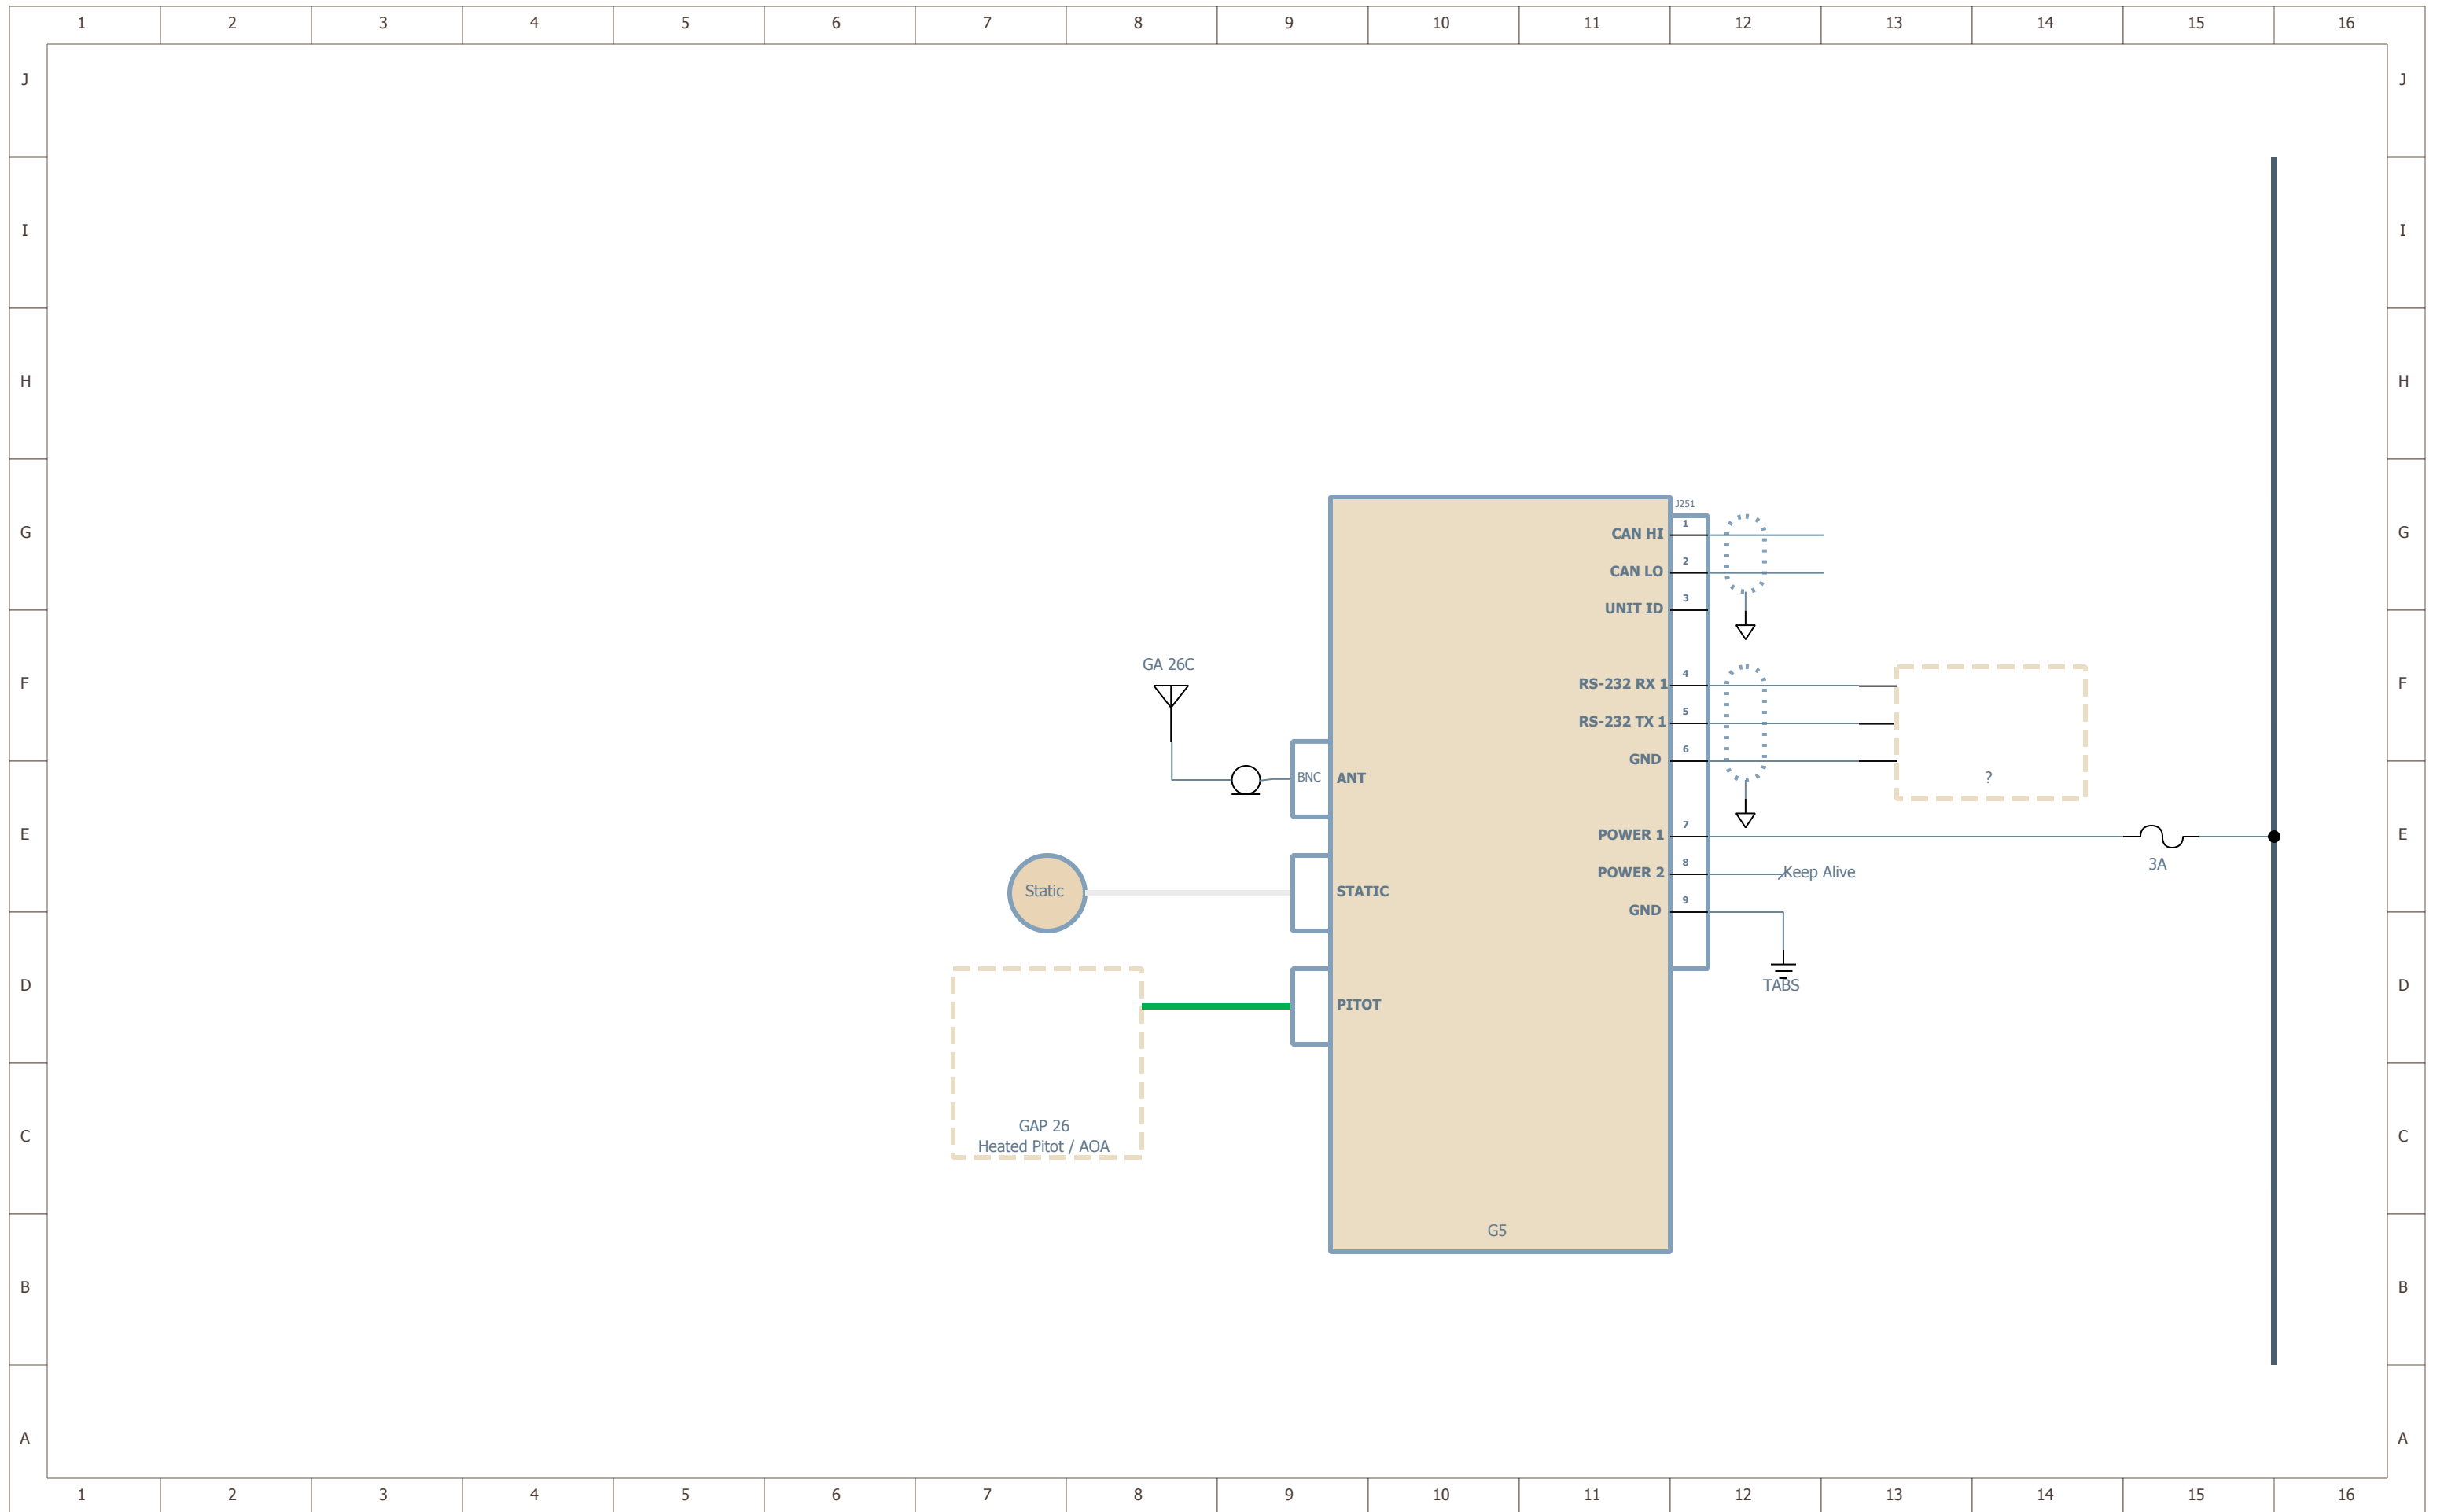 1 2 3 4 5 6 7 8 9 10 11 12 13 14 15 16
J J
I I
H H
J251
G CAN HI 1 G
CAN LO 2
UNIT ID 3
GA 26C
F RS-232 RX 1 4 F
RS-232 TX 1 5
GND 6
BNC ANT ?
E POWER 1 7 E
3A
POWER 2 8 Keep Alive
Static STATIC
GND 9
D TABS D
PITOT
GAP 26
C C
Heated Pitot / AOA
G5
B B
A A
1 2 3 4 5 6 7 8 9 10 11 12 13 14 15 16